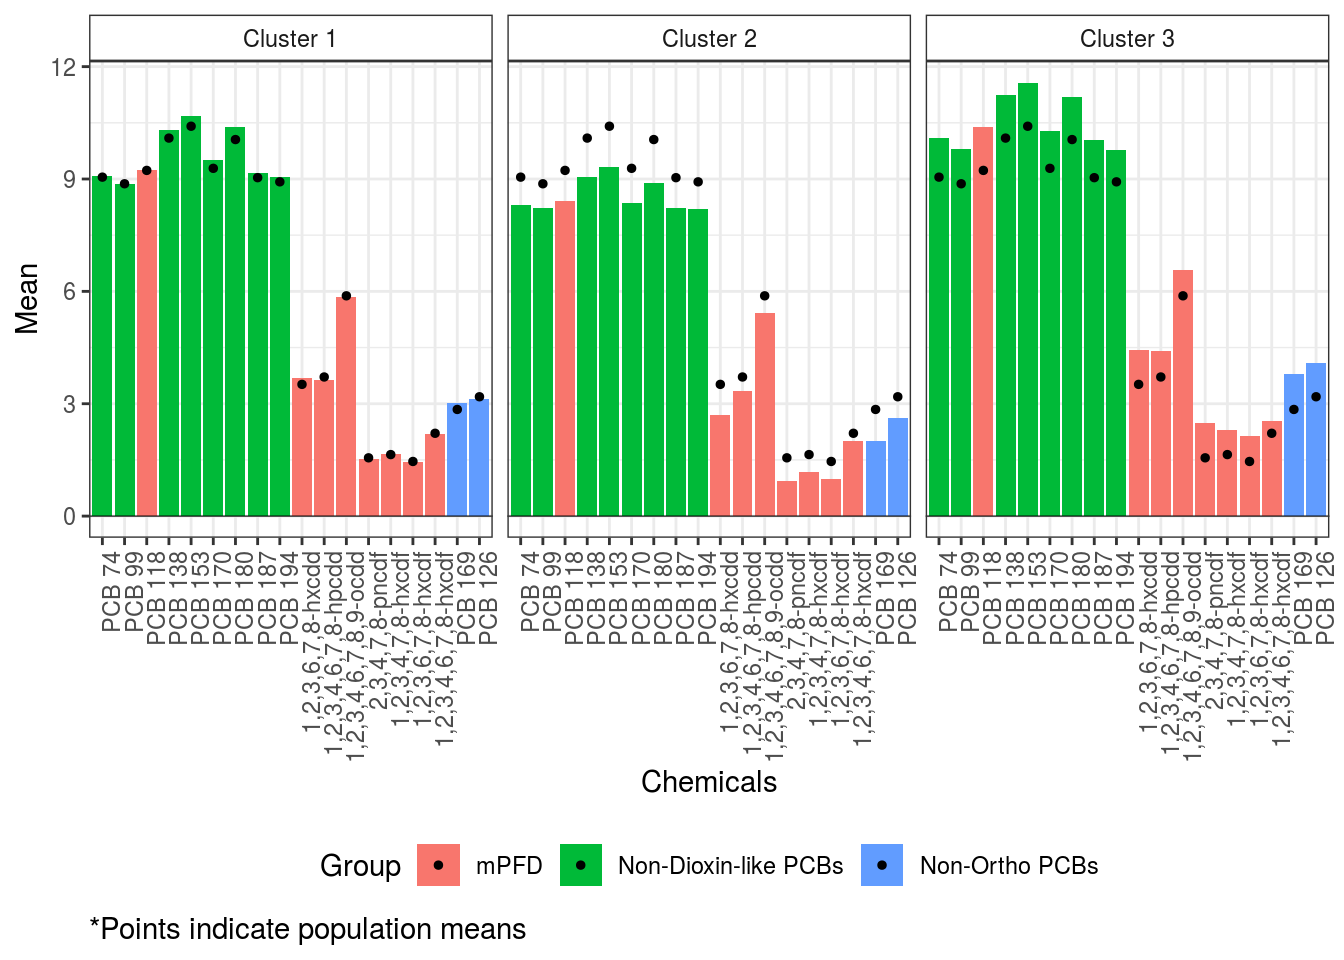 Cluster 1 Cluster 2 Cluster 3
12
9
6
3
0
Mean
PCB 74
PCB 99
PCB 118
PCB 138
PCB 153
PCB 170
PCB 180
PCB 187
PCB 194
1,2,3,6,7,8-hxcdd
1,2,3,4,6,7,8-hpcdd
1,2,3,4,6,7,8,9-ocdd
2,3,4,7,8-pncdf
1,2,3,4,7,8-hxcdf
1,2,3,6,7,8-hxcdf
1,2,3,4,6,7,8-hxcdf
PCB 169
PCB 126
PCB 74
PCB 99
PCB 118
PCB 138
PCB 153
PCB 170
PCB 180
PCB 187
PCB 194
1,2,3,6,7,8-hxcdd
1,2,3,4,6,7,8-hpcdd
1,2,3,4,6,7,8,9-ocdd
2,3,4,7,8-pncdf
1,2,3,4,7,8-hxcdf
1,2,3,6,7,8-hxcdf
1,2,3,4,6,7,8-hxcdf
PCB 169
PCB 126
PCB 74
PCB 99
PCB 118
PCB 138
PCB 153
PCB 170
PCB 180
PCB 187
PCB 194
1,2,3,6,7,8-hxcdd
1,2,3,4,6,7,8-hpcdd
1,2,3,4,6,7,8,9-ocdd
2,3,4,7,8-pncdf
1,2,3,4,7,8-hxcdf
1,2,3,6,7,8-hxcdf
1,2,3,4,6,7,8-hxcdf
PCB 169
PCB 126
Chemicals
Group mPFD Non-Dioxin-like PCBs Non-Ortho PCBs
*Points indicate population means